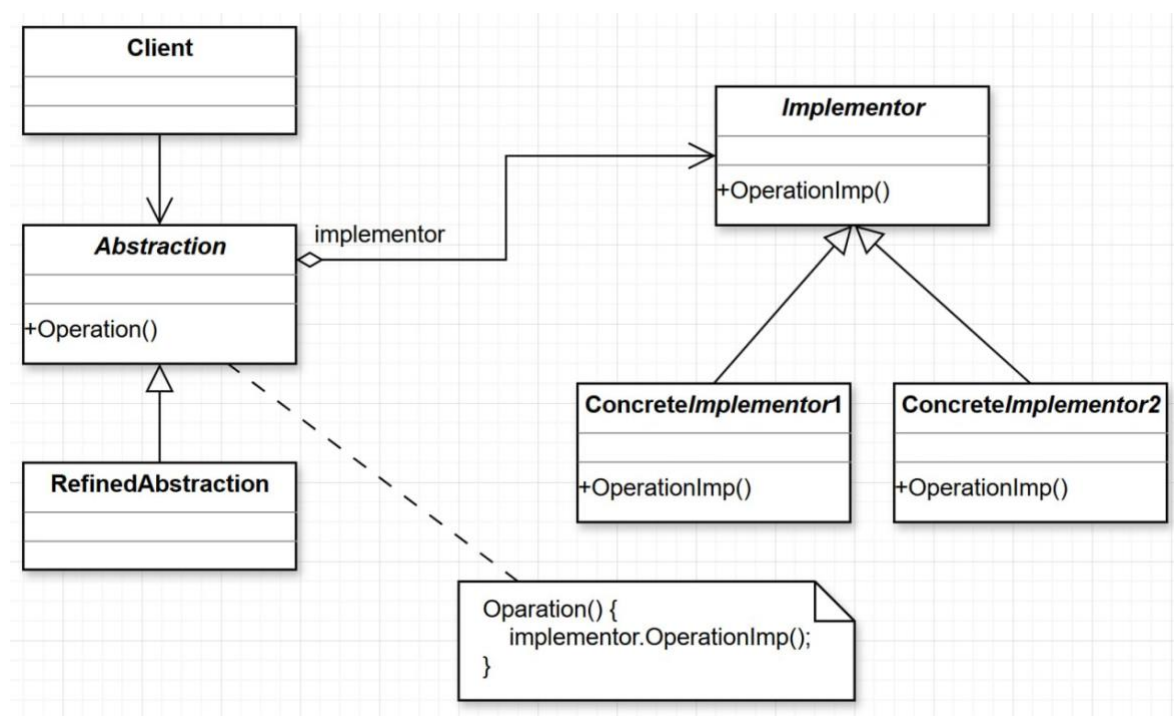 Client
Implementor
+OperationImp()
Abstraction
implementor
+Operation()
ConcreteImplementor1
+OperationImp()
ConcreteImplementor2
+OperationImp()
RefinedAbstraction
Oparation() {
implementor.OperationImp();
}